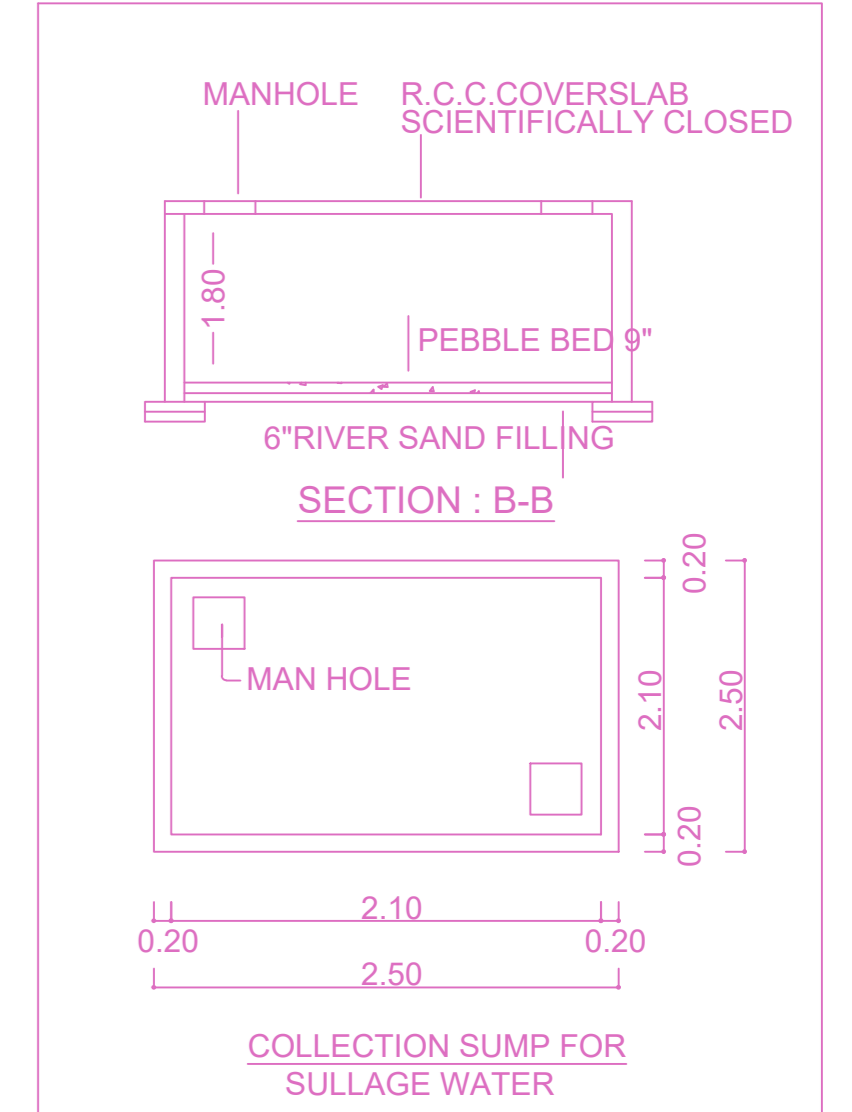 MANHOLE
R.C.C.COVERSLAB
SCIENTIFICALLY CLOSED
1.80
PEBBLE BED 9"
6"RIVER SAND FILLING
SECTION : B-B
0.20
MAN HOLE
2.10
2.50
0.20
2.10
0.20
0.20
2.50
COLLECTION SUMP FOR
SULLAGE WATER